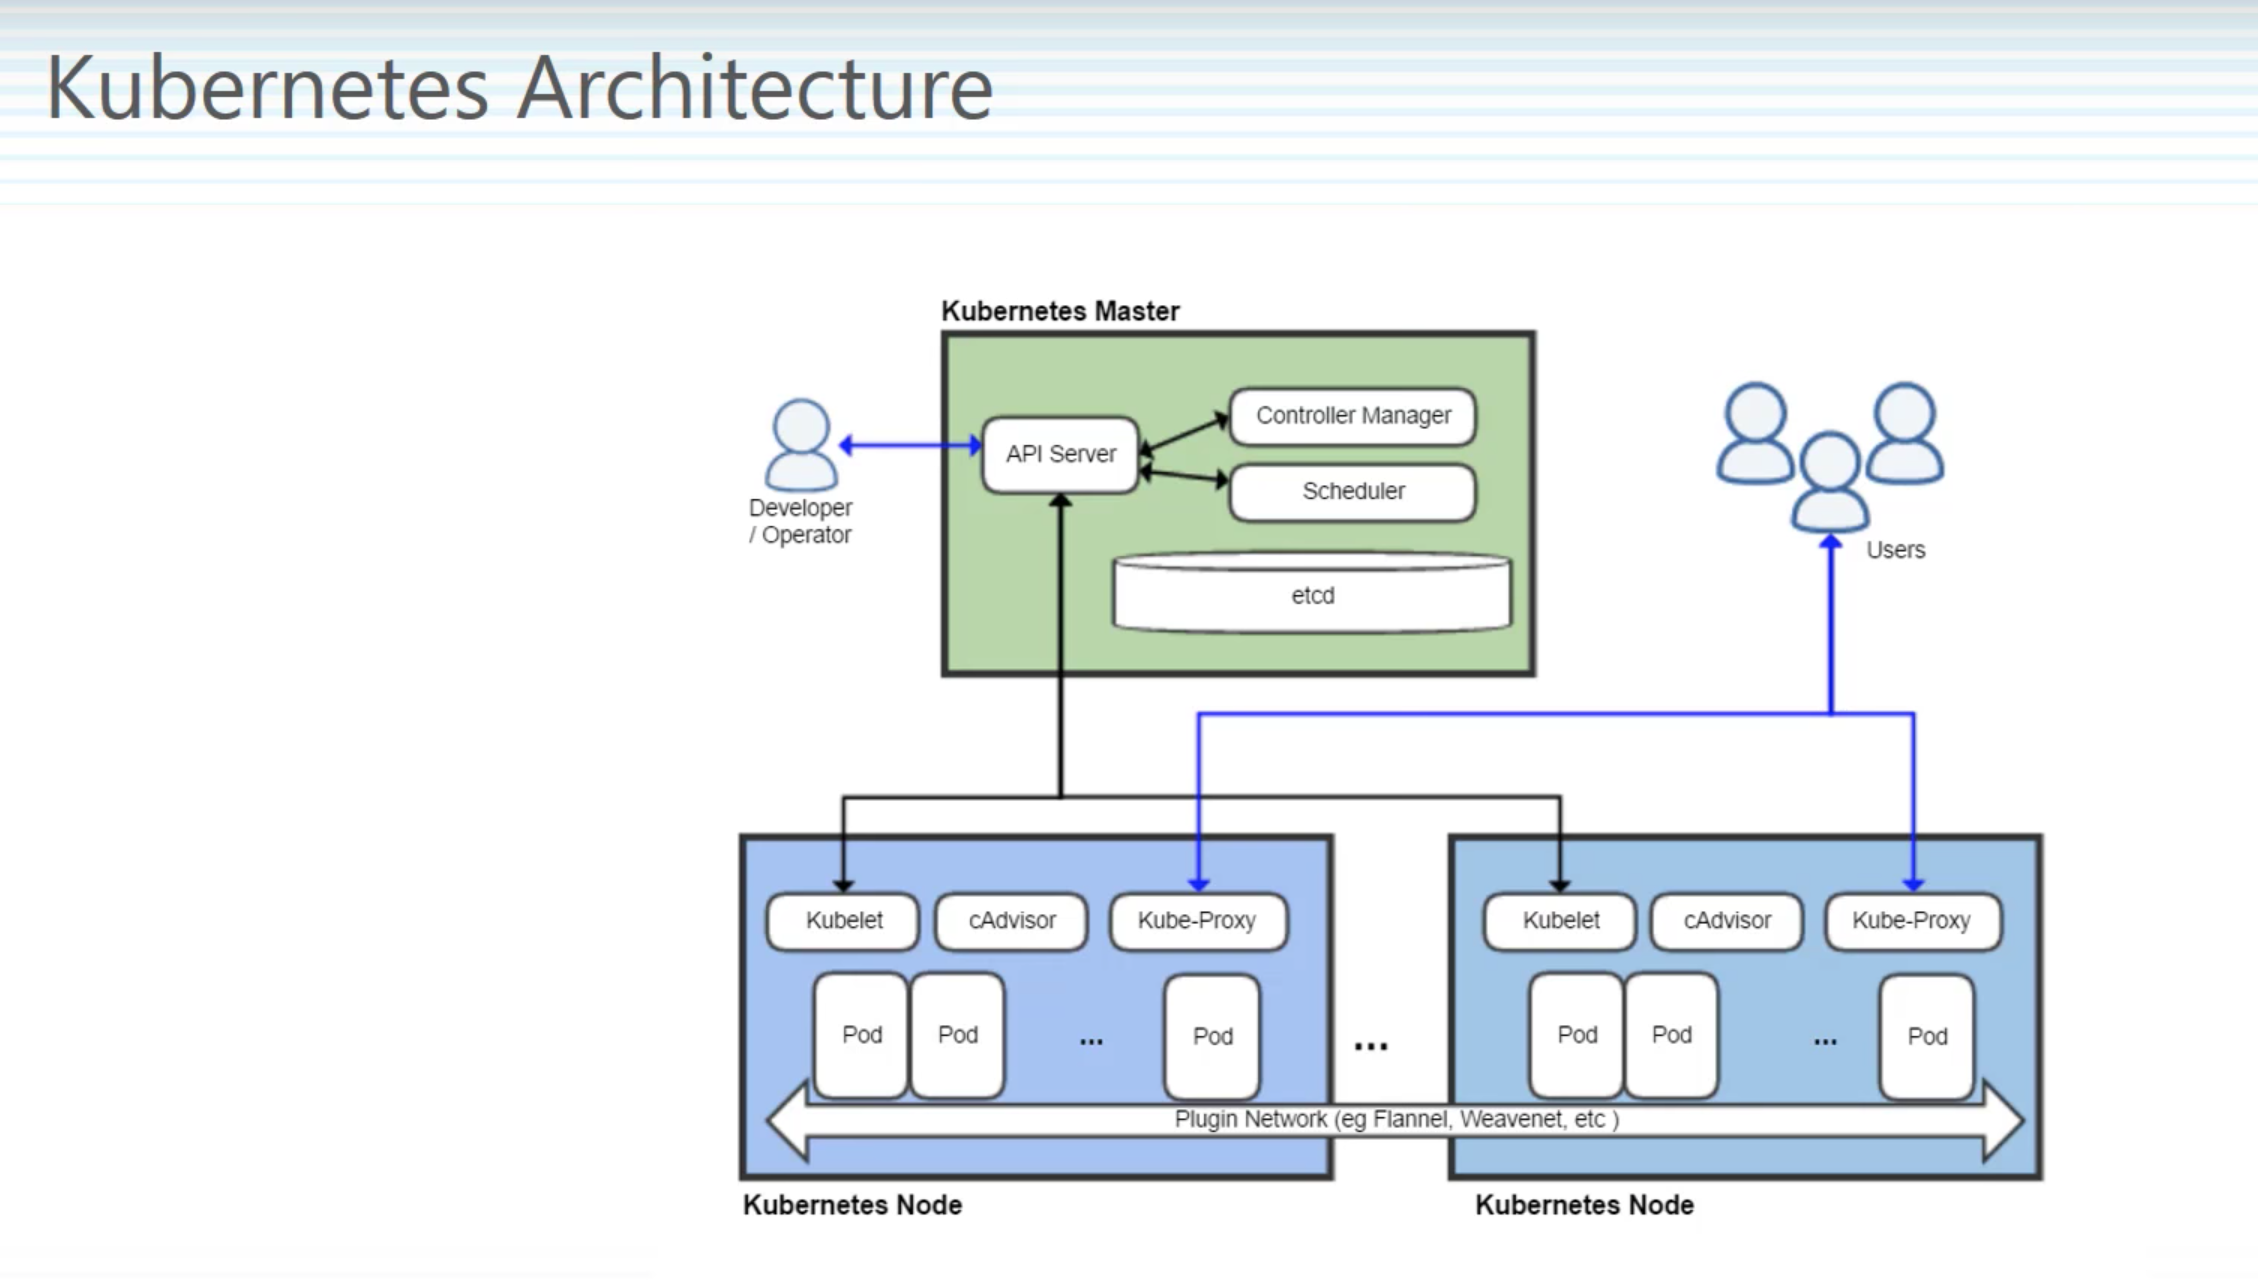 Kubernetes Architecture
Kubernetes Master
Controller Manager
API Server
Scheduler
Developer
/ Operator
Users
etcd
Kubelet
cAdvisor
Kube-Proxy
Kubelet
cAdvisor
Kube-Proxy
Pod
Pod
...
Pod
...
Pod
Pod
...
Pod
Plugin Network (eg Flannel, Weavenet, etc )
Kubernetes Node
Kubernetes Node